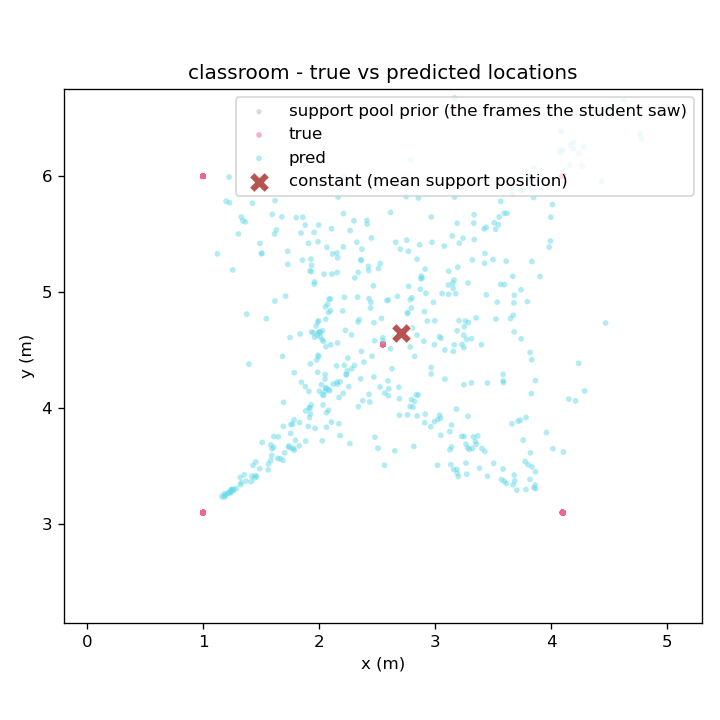 classroom - true vs predicted locations
support pool prior (the frames the student saw)
true
pred
constant (mean support position)
6
5
4
3
y (m)
0 1 2 3 4 5
x (m)